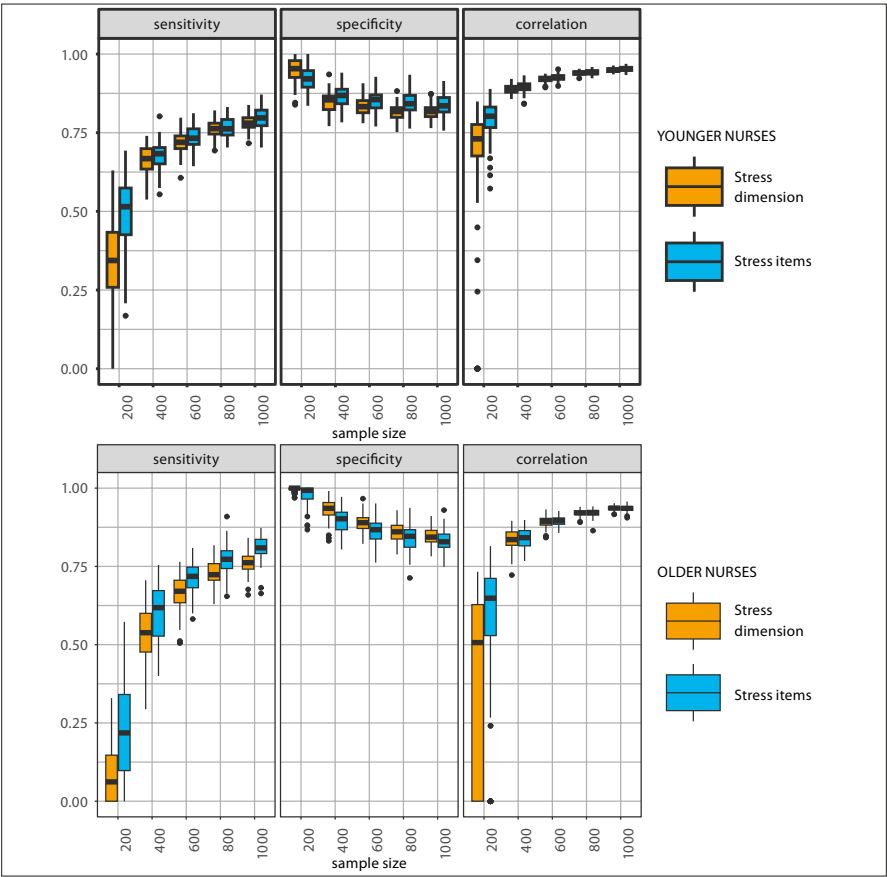 sensitivity specificity correlation
1.00
0.75
0.50
0.25
0.00
200 400 600 800 1000 200 400 600 800 1000 200 400 600 800 1000
sample size
YOUNGER NURSES
Stress
dimension
Stress items
sensitivity specificity correlation
1.00
0.75
0.50
0.25
0.00
200 400 600 800 1000 200 400 600 800 1000 200 400 600 800 1000
sample size
OLDER NURSES
Stress
dimension
Stress items